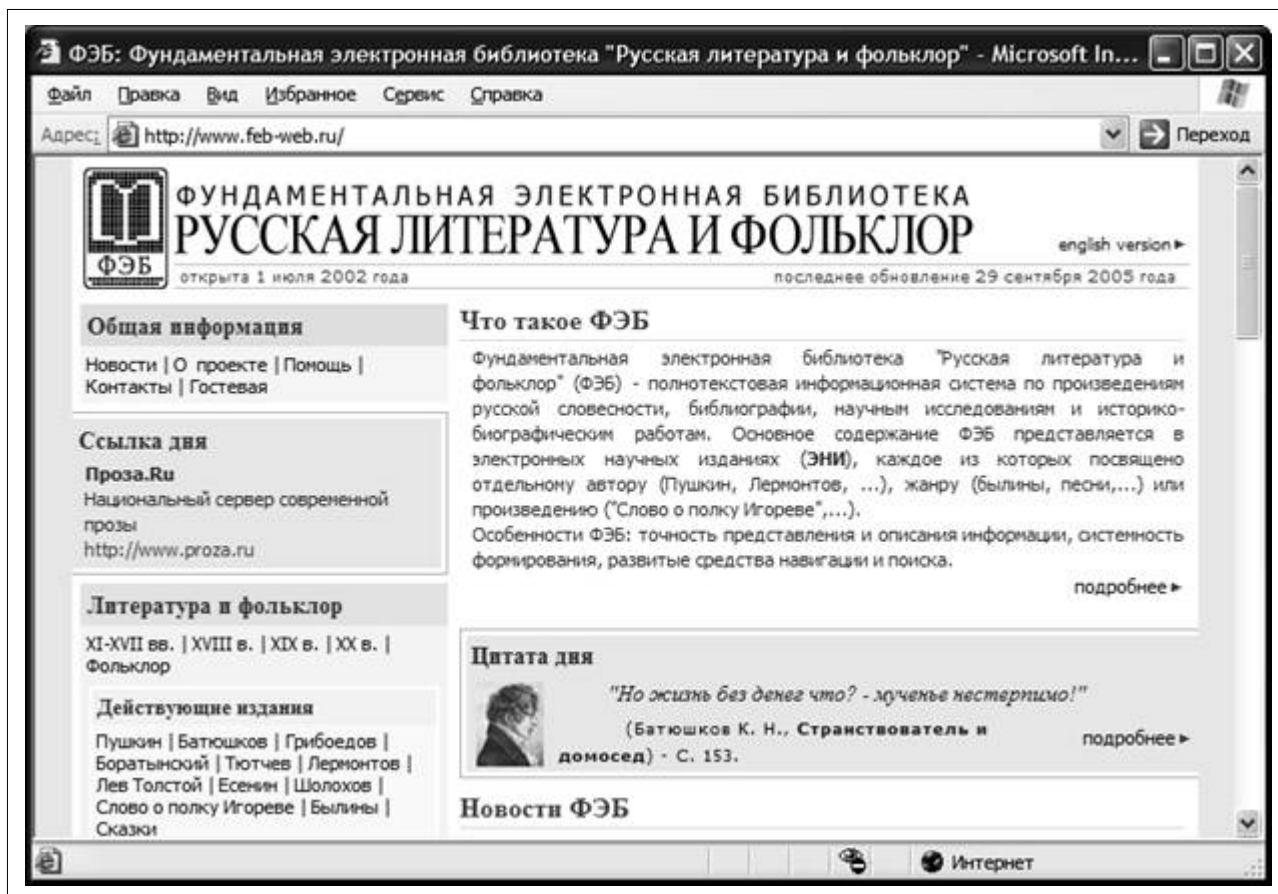 ФЭБ: Фундаментальная электронная библиотека "Русская литература и фольклор" - Microsoft In...
Файл Правка Вид Избранное Сервис Справка
Адрес: http://www.feb-web.ru/ Переход
ФУНДАМЕНТАЛЬНАЯ ЭЛЕКТРОННАЯ БИБЛИОТЕКА
РУССКАЯ ЛИТЕРАТУРА И ФОЛЬКЛОР
english version
ФЭБ
открыта 1 июля 2002 года
последнее обновление 29 сентября 2005 года
Общая информация
Новости | О проекте | Помощь |
Контакты | Гостевая
Ссылка дня
Проза.Ru
Национальный сервер современной
прозы
http://www.proza.ru
Литература и фольклор
XI-XVII вв. | XVIII в. | XIX в. | XX в. |
Фольклор
Действующие издания
Пушкин | Батюшков | Грибоедов |
Боратынский | Тютчев | Лермонтов |
Лев Толстой | Есенин | Шолохов |
Слово о полку Игореве | Былины |
Сказки
Что такое ФЭБ
Фундаментальная электронная библиотека "Русская литература и
фольклор" (ФЭБ) - полнотекстовая информационная система по произведениям
русской словесности, библиографии, научным исследованиям и историко-
биографическим работам. Основное содержание ФЭБ представляется в
электронных научных изданиях (ЭНИ), каждое из которых посвящено
отдельному автору (Пушкин, Лермонтов, ...), жанру (былины, песни,...) или
произведению ("Слово о полку Игореве",...).
Особенности ФЭБ: точность представления и описания информации, системность
формирования, развитые средства навигации и поиска.
подробнее
Цитата дня
"Но жизнь без денег что? - мученье нестерпимо!"
(Батюшков К. Н., Странствователь и
домосед) - С. 153.
подробнее
Новости ФЭБ
Интернет